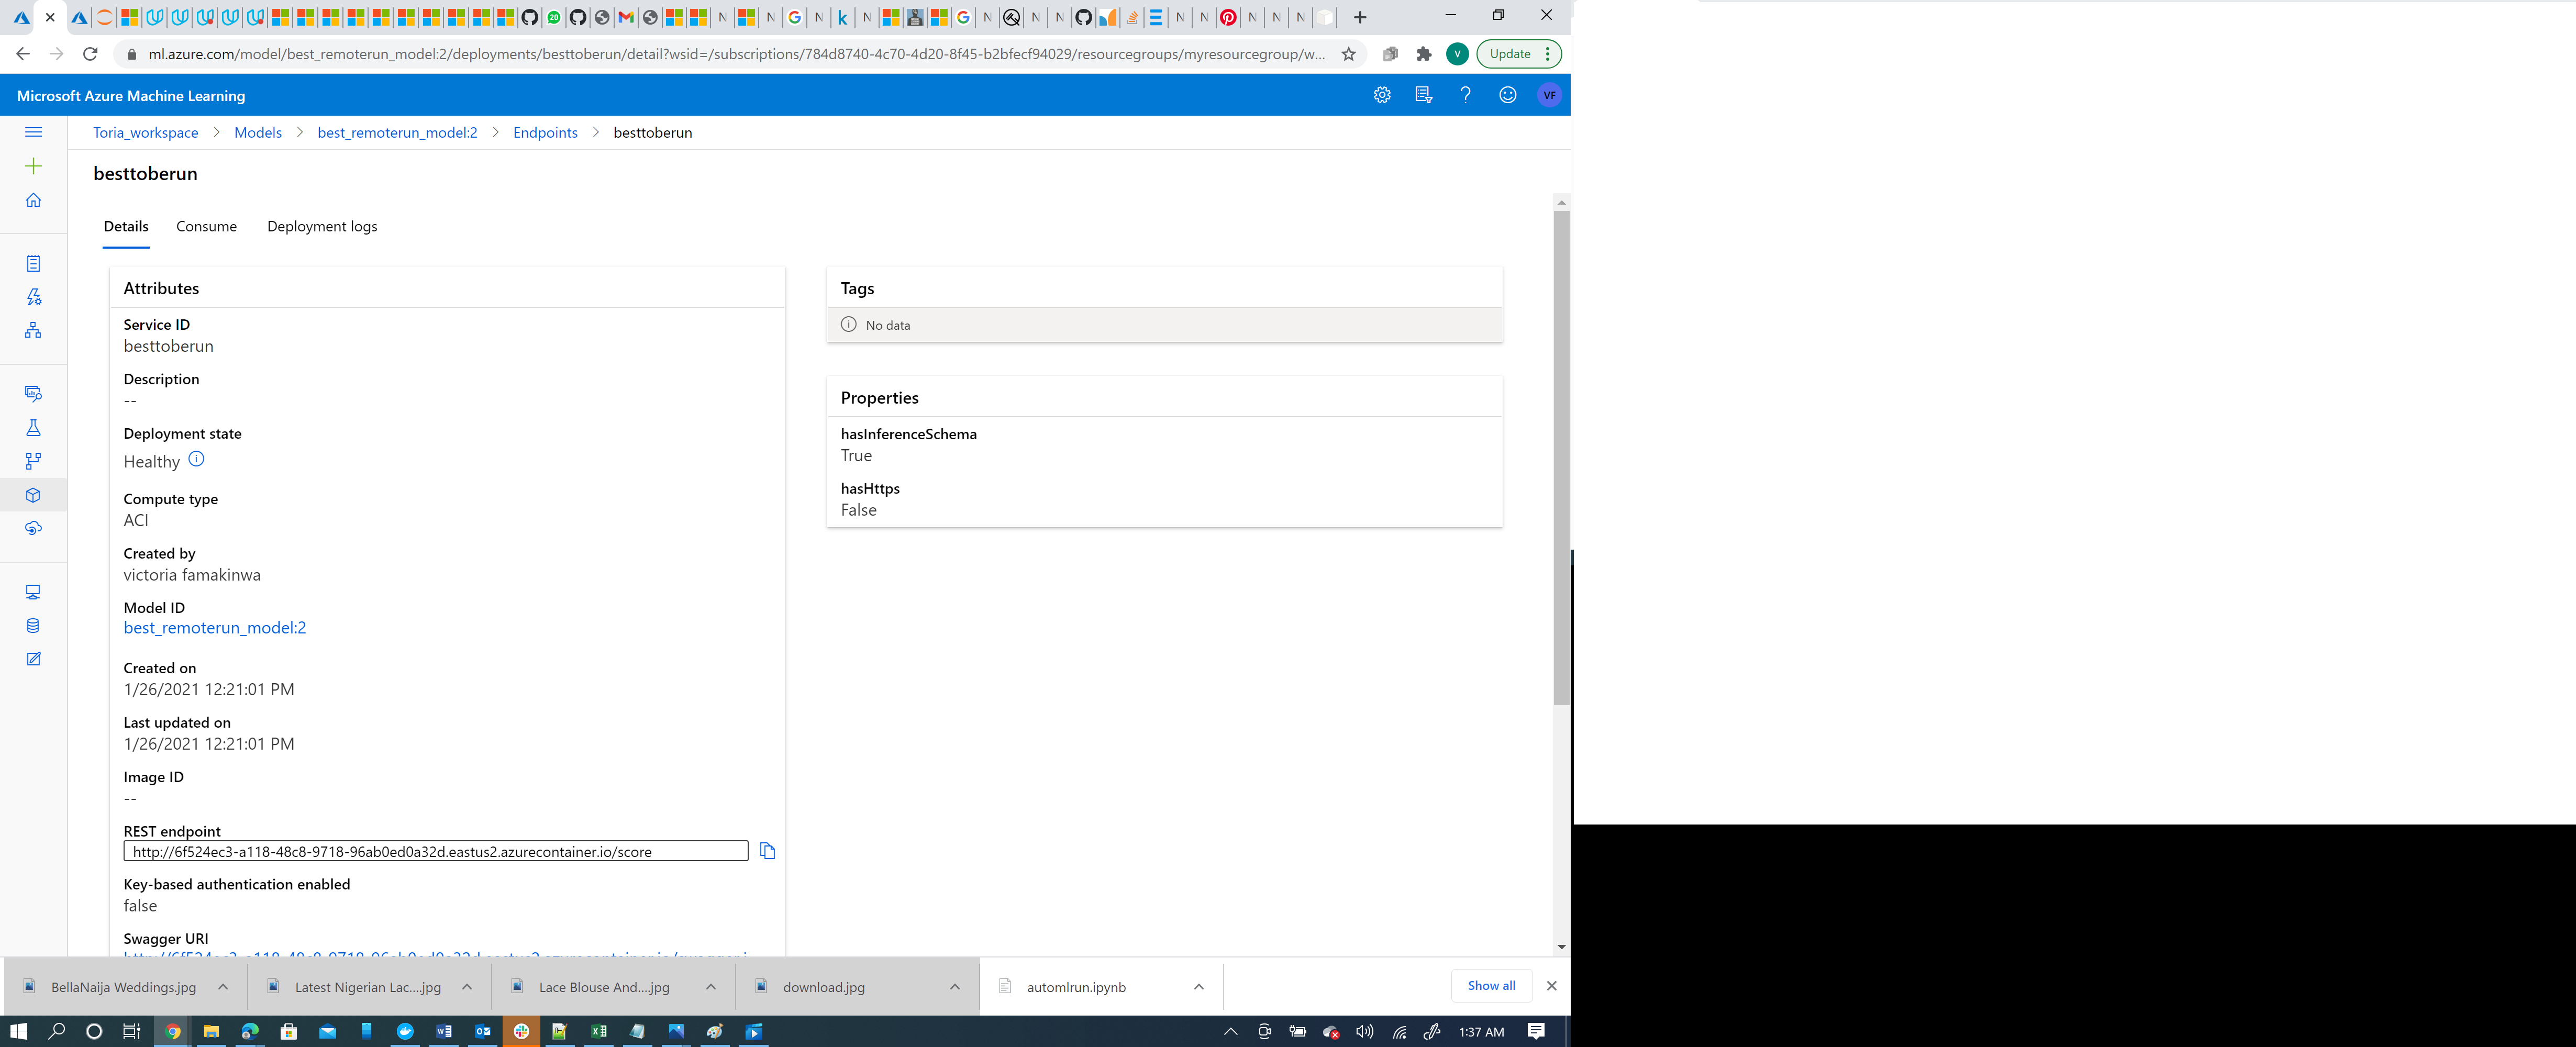 ml.azure.com/model/best_remoterun_model:2/deployments/besttoberun/detail?wsid=/subscriptions/784d8740-4c70-4d20-8f45-b2bfecf94029/resourcegroups/myresourcegroup/w...
V
Update
Microsoft Azure Machine Learning
VF
Toria_workspace > Models > best_remoterun_model:2 > Endpoints > besttoberun
besttoberun
Details Consume Deployment logs
Attributes
Service ID
besttoberun
Description
--
Deployment state
Healthy
Compute type
ACI
Created by
victoria famakinwa
Model ID
best_remoterun_model:2
Created on
1/26/2021 12:21:01 PM
Last updated on
1/26/2021 12:21:01 PM
Image ID
--
REST endpoint
http://6f524ec3-a118-48c8-9718-96ab0ed0a32d.eastus2.azurecontainer.io/score
Key-based authentication enabled
false
Swagger URI
Tags
No data
Properties
hasInferenceSchema
True
hasHttps
False
BellaNaija Weddings.jpg
Latest Nigerian Lac....jpg
Lace Blouse And....jpg
download.jpg
automlrun.ipynb
Show all
1:37 AM